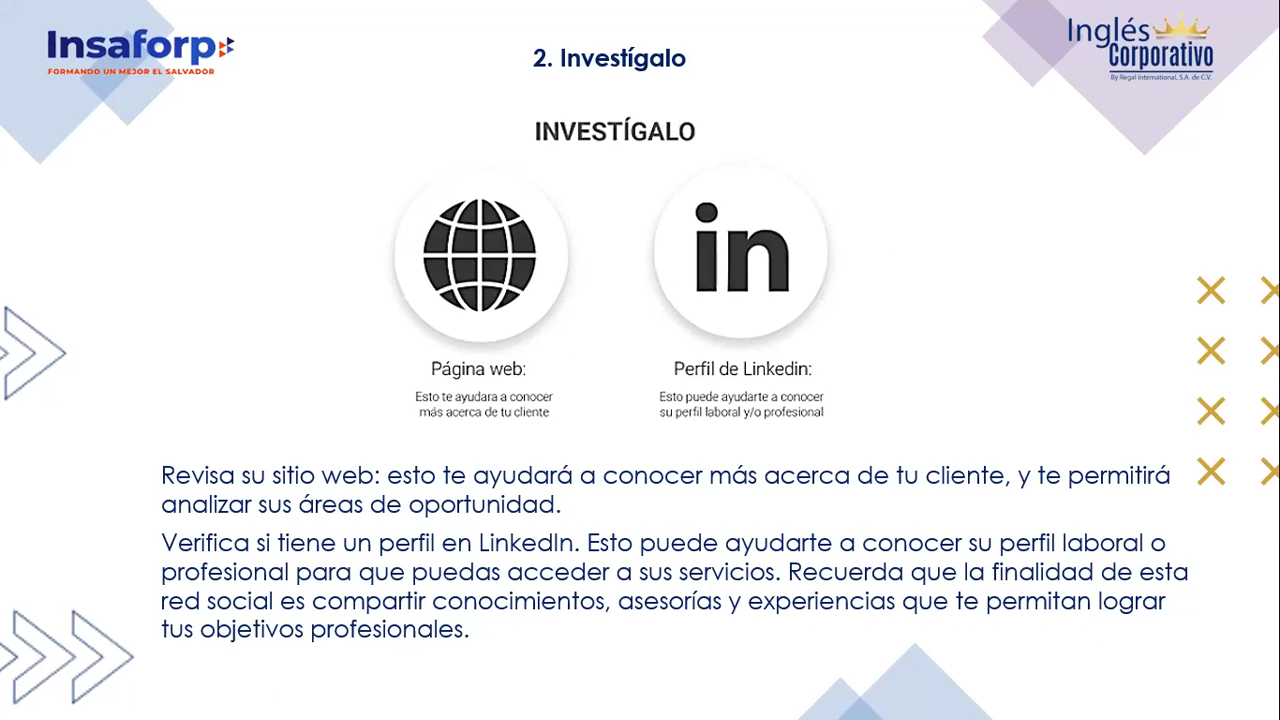 Insaforp
FORMANDO UN MEJOR EL SALVADOR
2. Investígalo
Inglés
Corporativo
By Regal International, S.A. de C.V.
INVESTÍGALO
in
Página web:
Esto te ayudara a conocer
más acerca de tu cliente
Perfil de Linkedin:
Esto puede ayudarte a conocer
su perfil laboral y/o profesional
Revisa su sitio web: esto te ayudará a conocer más acerca de tu cliente, y te permitirá
analizar sus áreas de oportunidad.
Verifica si tiene un perfil en LinkedIn. Esto puede ayudarte a conocer su perfil laboral o
profesional para que puedas acceder a sus servicios. Recuerda que la finalidad de esta
red social es compartir conocimientos, asesorías y experiencias que te permitan lograr
tus objetivos profesionales.